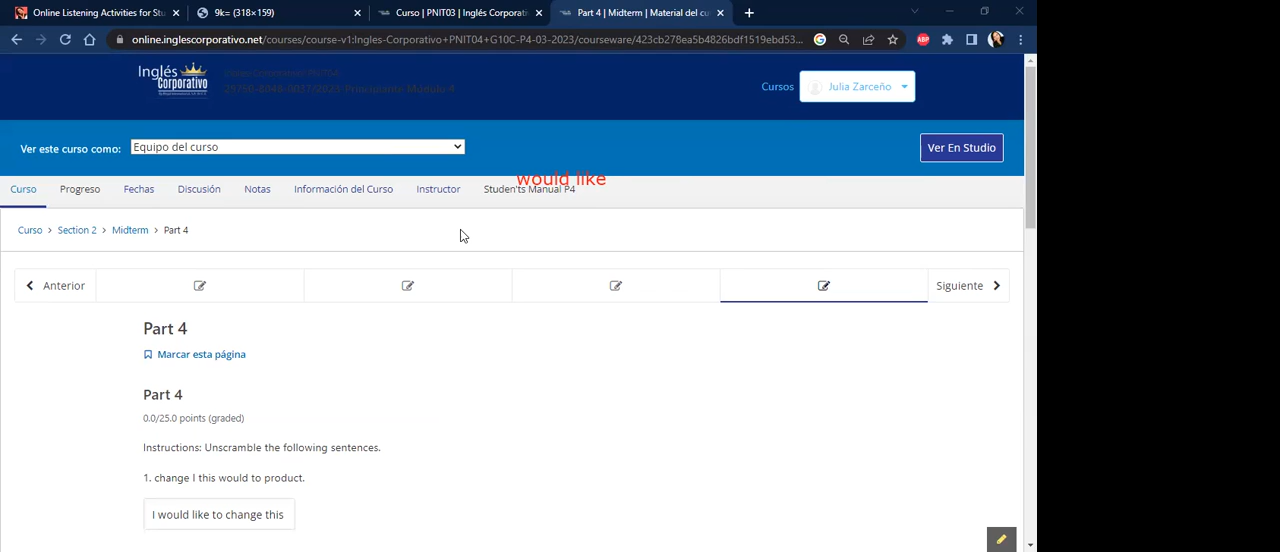 Online Listening Activities for Stu
9k= (318×159)
Curso | PNIT03 | Inglés Corporati
Part 4 | Midterm | Material del cu
online.inglescorporativo.net/courses/course-v1:Ingles-Corporativo+PNIT04+G10C-P4-03-2023/courseware/423cb278ea5b4826bdf1519ebd53...
ABP
Inglés
Corporativo
Cursos
Julia Zarceño
Ver este curso como:
Equipo del curso
Ver En Studio
would like
Curso
Progreso
Fechas
Discusión
Notas
Información del Curso
Instructor
Studen'ts Manual P4
Curso > Section 2 > Midterm > Part 4
Anterior
Siguiente
Part 4
Marcar esta página
Part 4
0.0/25.0 points (graded)
Instructions: Unscramble the following sentences.
1. change I this would to product.
I would like to change this